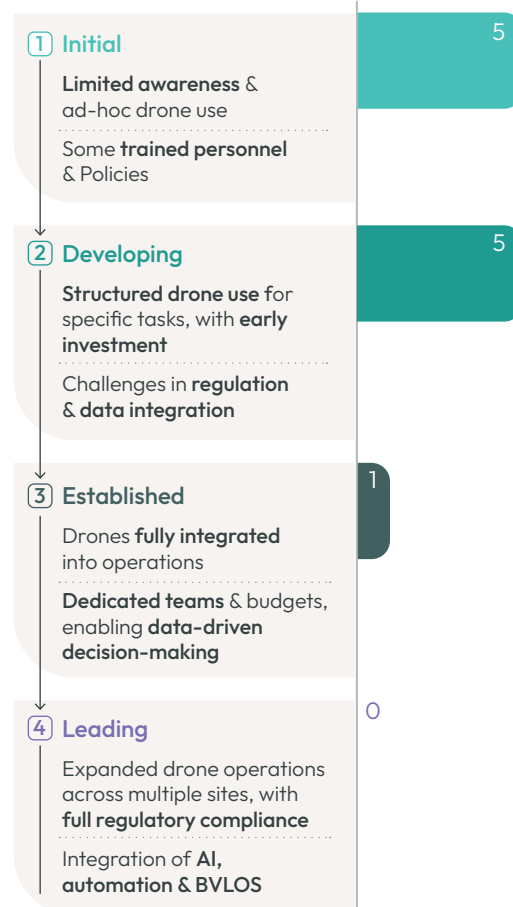 1 Initial
5
Limited awareness &
ad-hoc drone use
Some trained personnel
& Policies
2 Developing
5
Structured drone use for
specific tasks, with early
investment
Challenges in regulation
& data integration
3 Established
1
Drones fully integrated
into operations
Dedicated teams & budgets,
enabling data-driven
decision-making
4 Leading
0
Expanded drone operations
across multiple sites, with
full regulatory compliance
Integration of AI,
automation & BVLOS